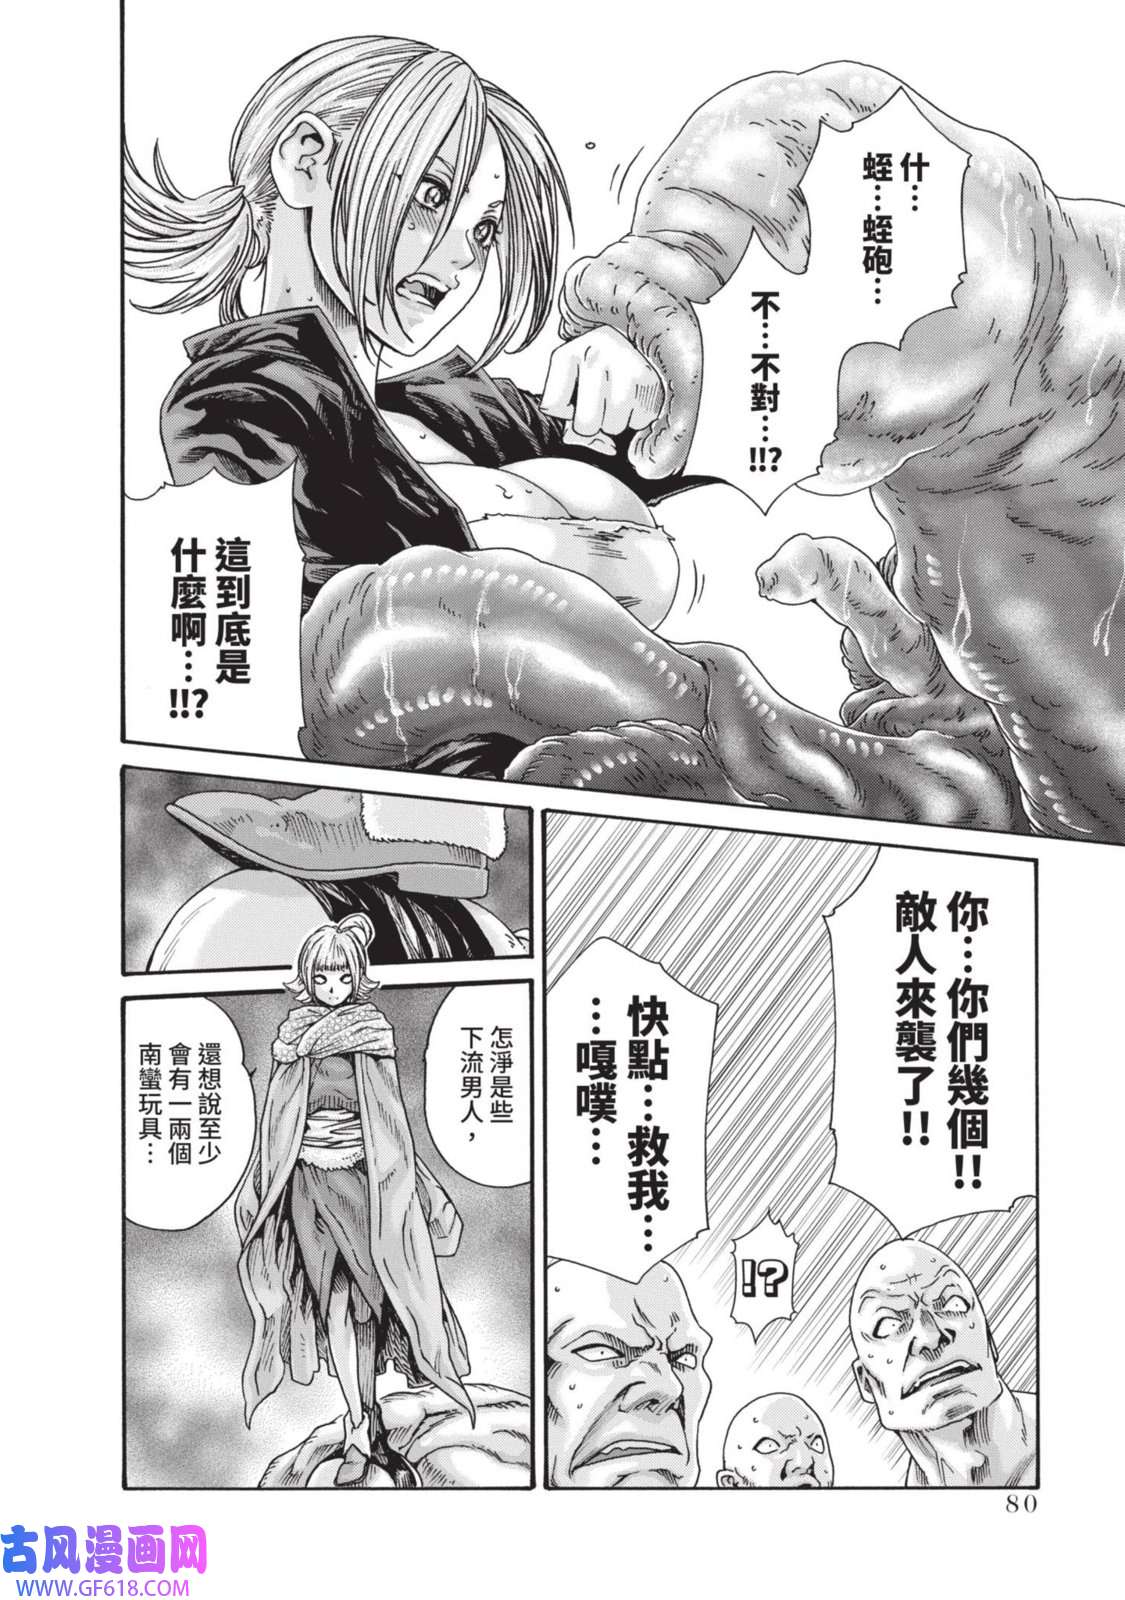 什…
蛭…蛭砲…
不…不對…!!?
這到底是
什麼啊…!!?
你…你們幾個!!
敵人來襲了!!
快點…救我…
…嘎噗…
!?
怎淨是些
下流男人，
還想說至少
會有一兩個
南蠻玩具…
80
古风漫画网
WWW.GF618.COM